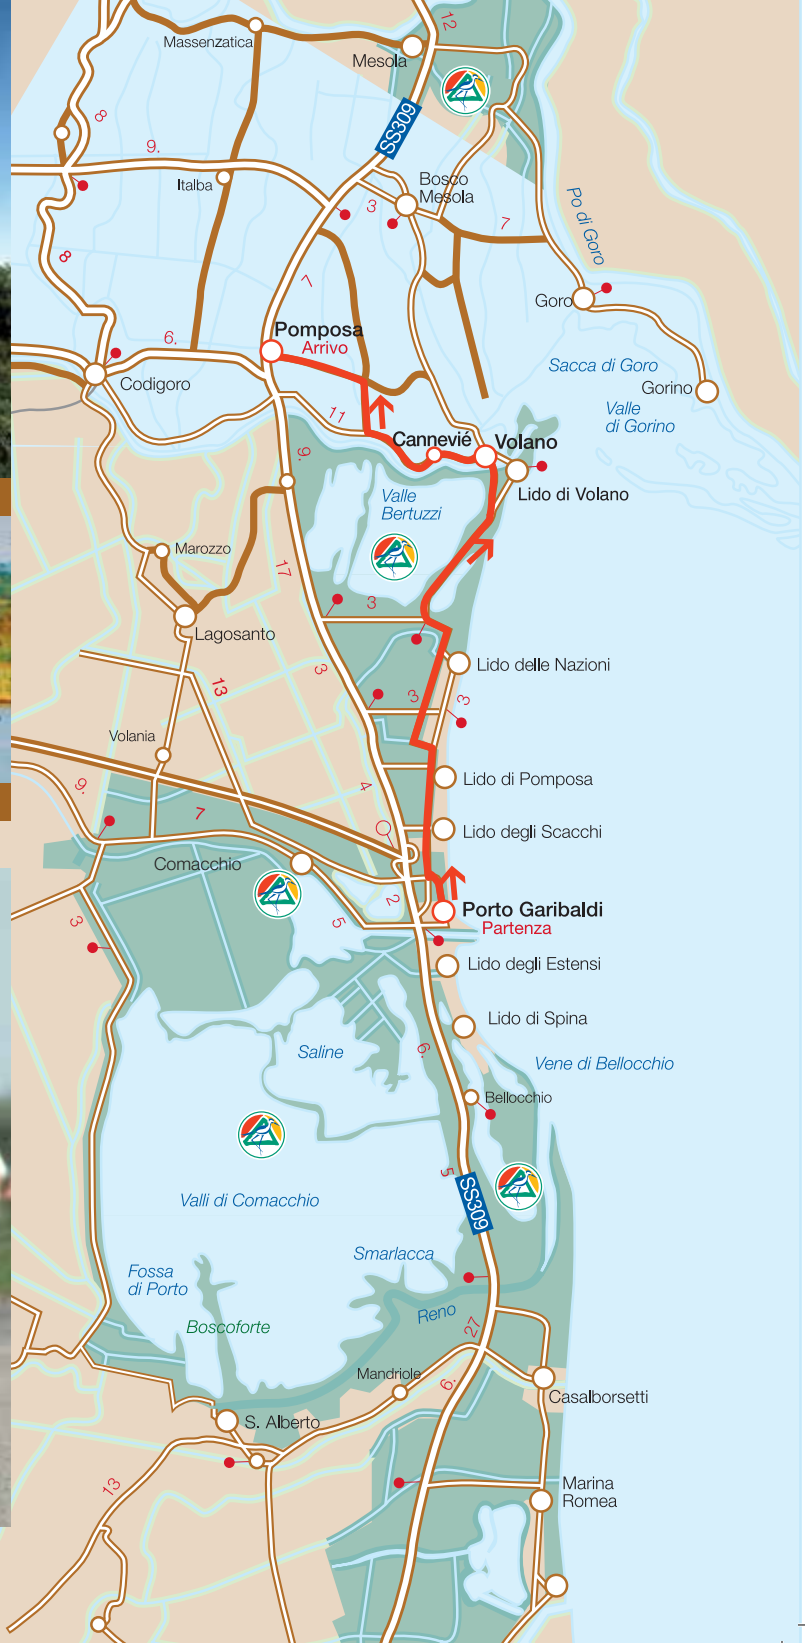 12
Massenzatica
Mesola
8
SS309
9.
Italba
Bosco
Mesola
3
7
Po di Goro
8
7
Goro
Pomposa
Arrivo
6.
Sacca di Goro
Codigoro
Gorino
Valle
di Gorino
11
Cannevié
Volano
9.
Lido di Volano
Valle
Bertuzzi
Marozzo
17
3
Lagosanto
Lido delle Nazioni
3
13
3
3
Volania
Lido di Pomposa
9.
4
7
Lido degli Scacchi
Comacchio
2
Porto Garibaldi
Partenza
5
3
Lido degli Estensi
Lido di Spina
Saline
6.
Vene di Bellocchio
Bellocchio
5
SS309
Valli di Comacchio
Smarlacca
Fossa
di Porto
Reno
Boscoforte
27
Mandriole
6.
Casalborsetti
S. Alberto
13
Marina
Romea